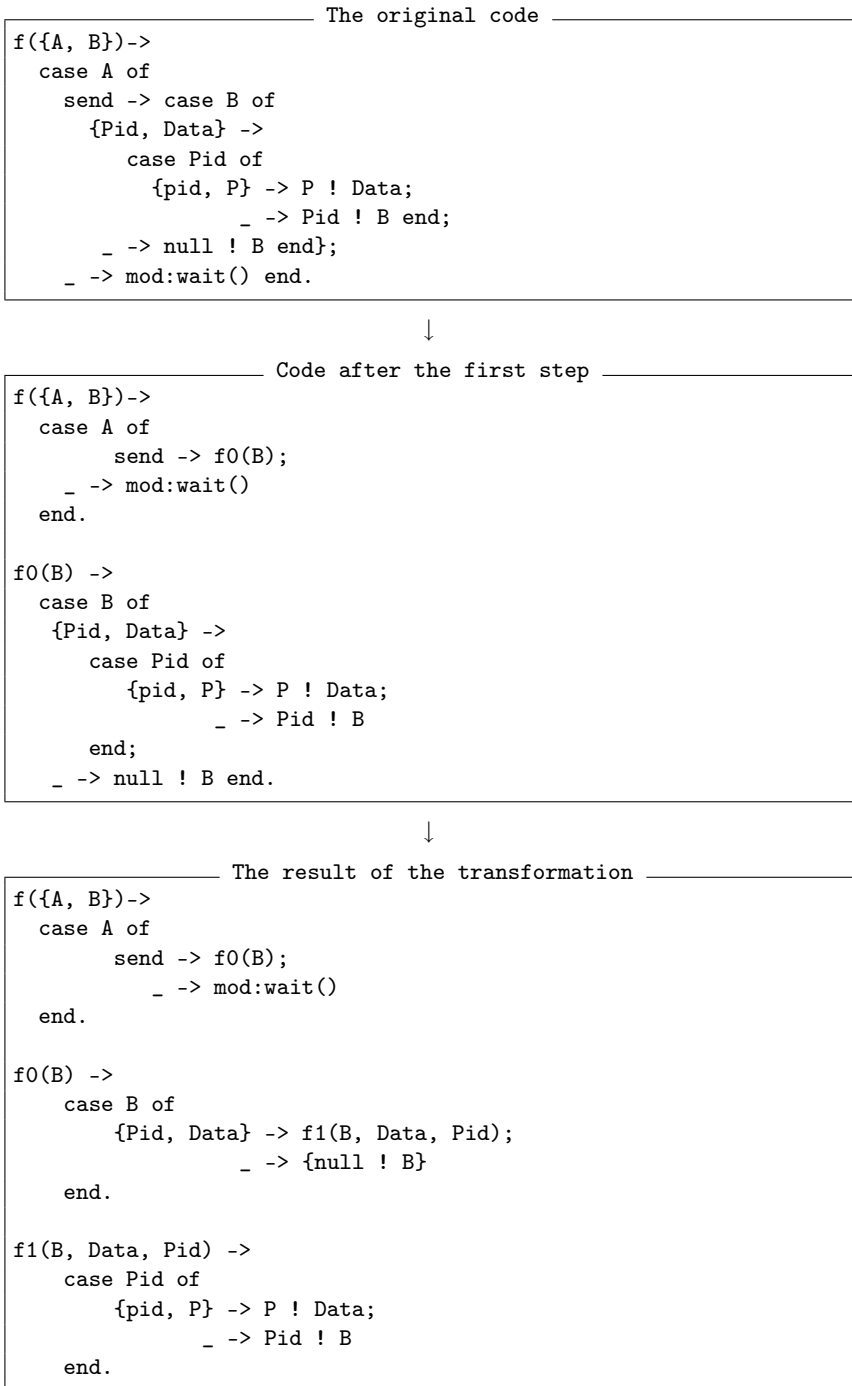 The original code
f({A, B})->
  case A of
    send -> case B of
      {Pid, Data} ->
         case Pid of
           {pid, P} -> P ! Data;
                  _ -> Pid ! B end;
       _ -> null ! B end};
    _ -> mod:wait() end.
↓
Code after the first step
f({A, B})->
  case A of
        send -> f0(B);
    _ -> mod:wait()
  end.

f0(B) ->
  case B of
   {Pid, Data} ->
      case Pid of
         {pid, P} -> P ! Data;
                _ -> Pid ! B
      end;
   _ -> null ! B end.
↓
The result of the transformation
f({A, B})->
  case A of
        send -> f0(B);
           _ -> mod:wait()
  end.

f0(B) ->
    case B of
        {Pid, Data} -> f1(B, Data, Pid);
                  _ -> {null ! B}
    end.

f1(B, Data, Pid) ->
    case Pid of
        {pid, P} -> P ! Data;
               _ -> Pid ! B
    end.